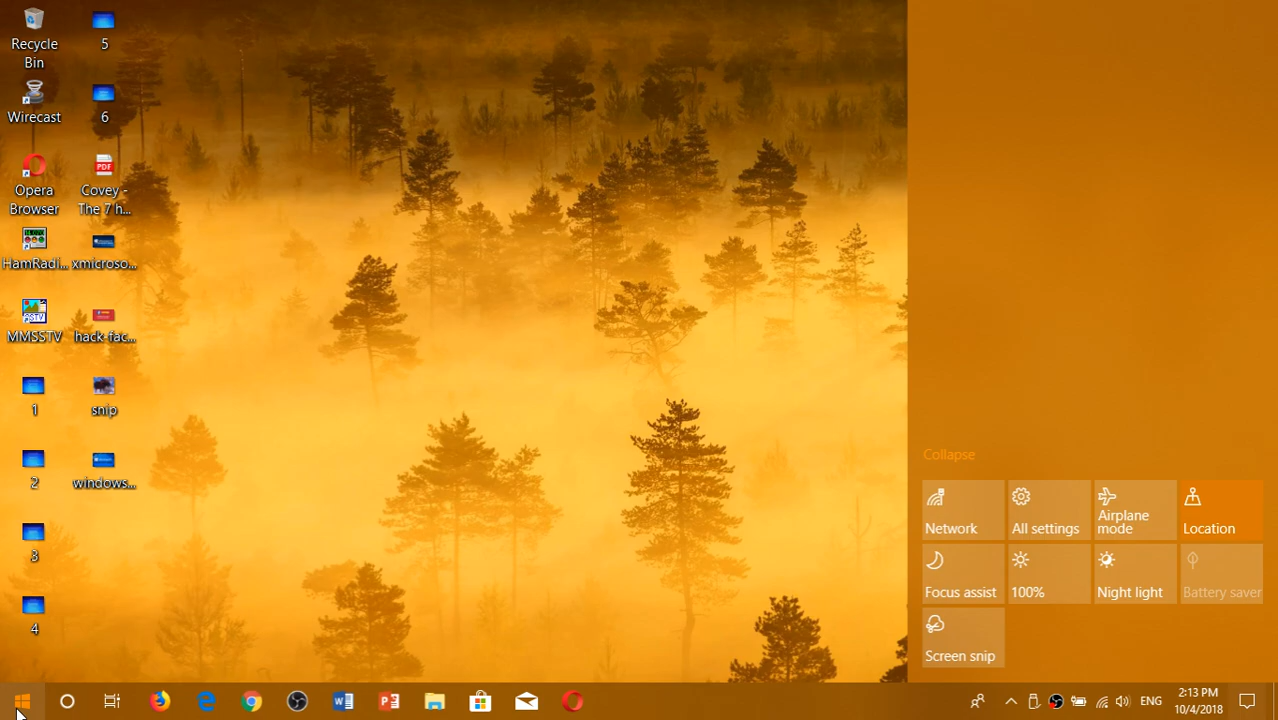 Recycle
Bin
5
Wirecast
6
Opera
Browser
PDF
Covey -
The 7 h...
HamRadi...
xmicroso...
SSTV
MMSSTV
hack-fac...
1
snip
2
windows...
3
4
Collapse
Network
All settings
Airplane
mode
Location
Focus assist
100%
Night light
Battery saver
Screen snip
ENG
2:13 PM
10/4/2018